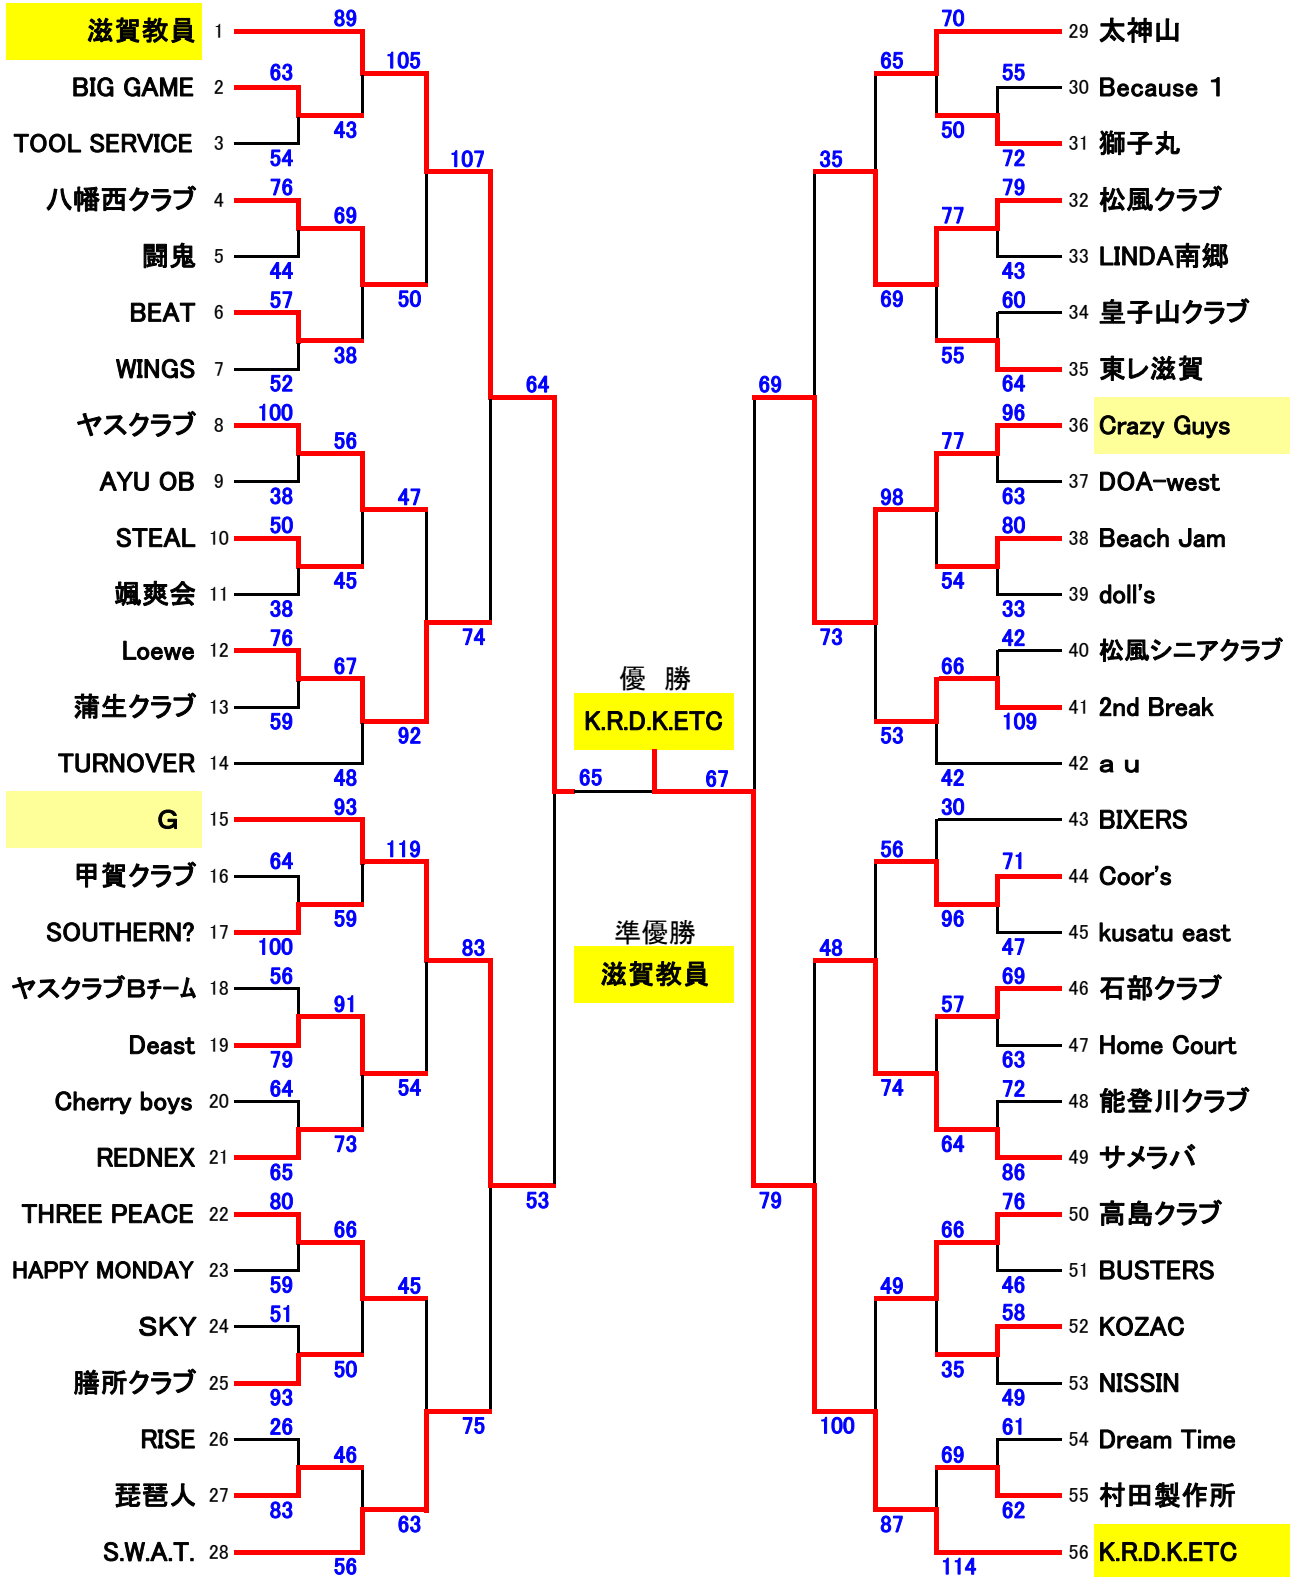 滋賀教員 1
BIG GAME 2
TOOL SERVICE 3
八幡西クラブ 4
闘鬼 5
BEAT 6
WINGS 7
ヤスクラブ 8
AYU OB 9
STEAL 10
颯爽会 11
Loewe 12
蒲生クラブ 13
TURNOVER 14
G 15
甲賀クラブ 16
SOUTHERN? 17
ヤスクラブBﾁｰﾑ 18
Deast 19
Cherry boys 20
REDNEX 21
THREE PEACE 22
HAPPY MONDAY 23
SKY 24
膳所クラブ 25
RISE 26
琵琶人 27
S.W.A.T. 28
89
63
54
76
44
57
52
100
38
50
38
76
59
48
93
64
100
56
79
64
65
80
59
51
93
26
83
56
43
69
38
56
45
67
59
91
73
66
50
46
105
50
47
92
119
54
45
63
107
74
83
75
64
53
65
優 勝
K.R.D.K.ETC
準優勝
滋賀教員
67
69
79
35
73
48
100
65
69
98
53
56
74
49
87
50
77
55
77
54
66
96
57
64
66
35
69
70
55
72
79
43
60
64
96
63
80
33
42
109
42
30
71
47
69
63
72
86
76
46
58
49
61
62
114
29 太神山
30 Because 1
31 獅子丸
32 松風クラブ
33 LINDA南郷
34 皇子山クラブ
35 東レ滋賀
36 Crazy Guys
37 DOA-west
38 Beach Jam
39 doll's
40 松風シニアクラブ
41 2nd Break
42 a u
43 BIXERS
44 Coor's
45 kusatu east
46 石部クラブ
47 Home Court
48 能登川クラブ
49 サメラバ
50 高島クラブ
51 BUSTERS
52 KOZAC
53 NISSIN
54 Dream Time
55 村田製作所
56 K.R.D.K.ETC